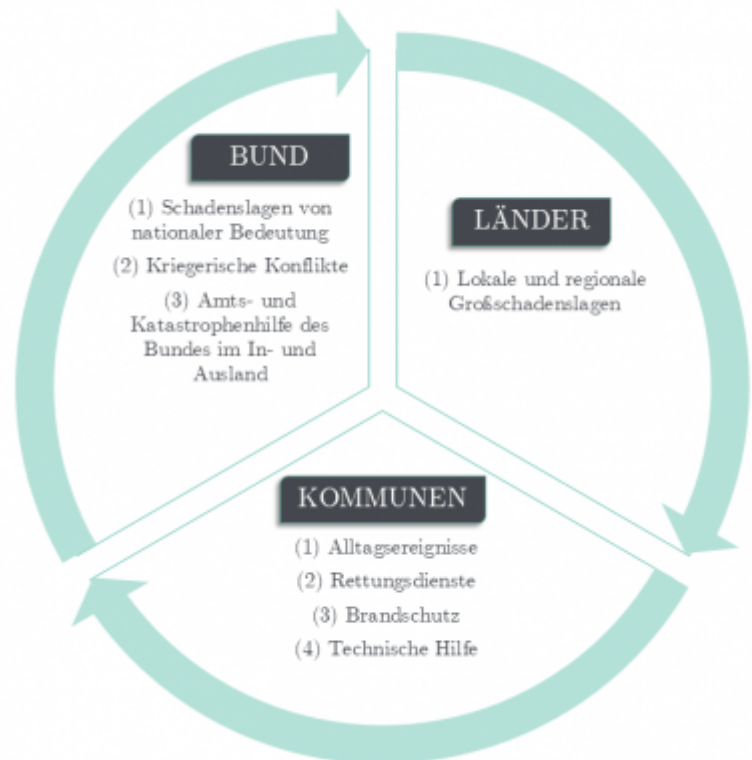 BUND
(1) Schadenslagen von
nationaler Bedeutung
(2) Kriegerische Konflikte
(3) Amts- und
Katastrophenhilfe des
Bundes im In- und
Ausland
LÄNDER
(1) Lokale und regionale
Großschadenslagen
KOMMUNEN
(1) Alltagsereignisse
(2) Rettungsdienste
(3) Brandschutz
(4) Technische Hilfe